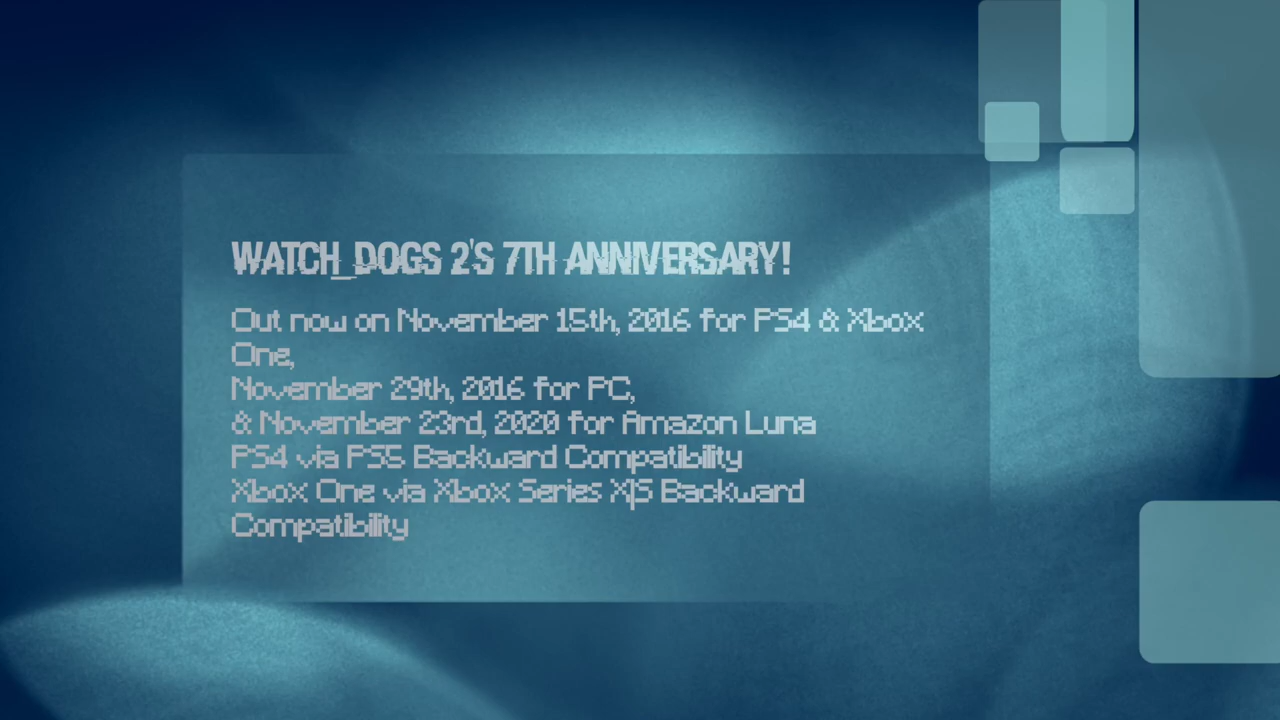 WATCH_DOGS 2'S 7TH ANNIVERSARY!
Out now on November 15th, 2016 for PS4 & Xbox
One,
November 29th, 2016 for PC,
& November 23rd, 2020 for Amazon Luna
PS4 via PS5 Backward Compatibility
Xbox One via Xbox Series X|S Backward
Compatibility